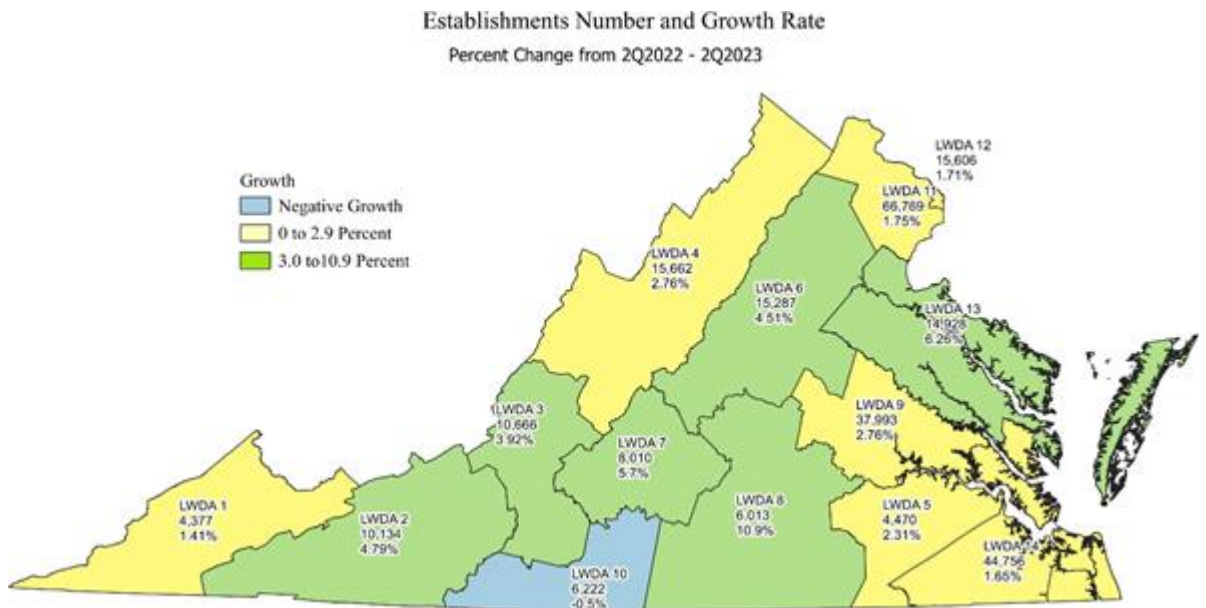 Establishments Number and Growth Rate
Percent Change from 2Q2022 - 2Q2023
Growth
Negative Growth
0 to 2.9 Percent
3.0 to10.9 Percent
LWDA 12
15,606
1.71%
LWDA 11
66,769
1.75%
LWDA 4
15,662
2.76%
LWDA 6
15,287
4.51%
LWDA 13
14,928
6.26%
LWDA 3
10,666
3.92%
LWDA 9
37,993
2.76%
LWDA 7
8,010
5.7%
LWDA 1
4,377
1.41%
LWDA 2
10,134
4.79%
LWDA 8
6,013
10.9%
LWDA 5
4,470
2.31%
LWDA 14
44,756
1.65%
LWDA 10
6,222
-0.5%